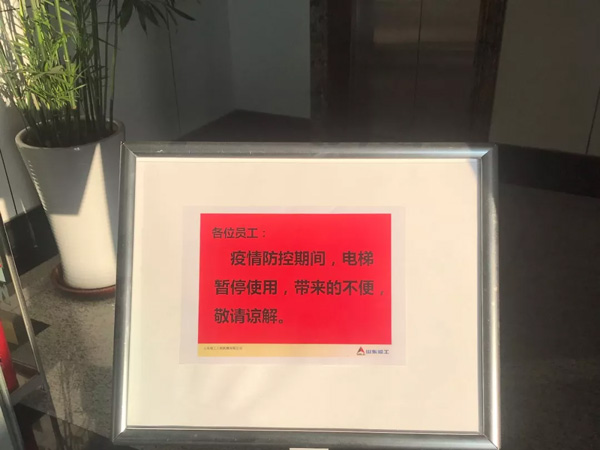 各位员工：
疫情防控期间，电梯
暂停使用，带来的不便，
敬请谅解。